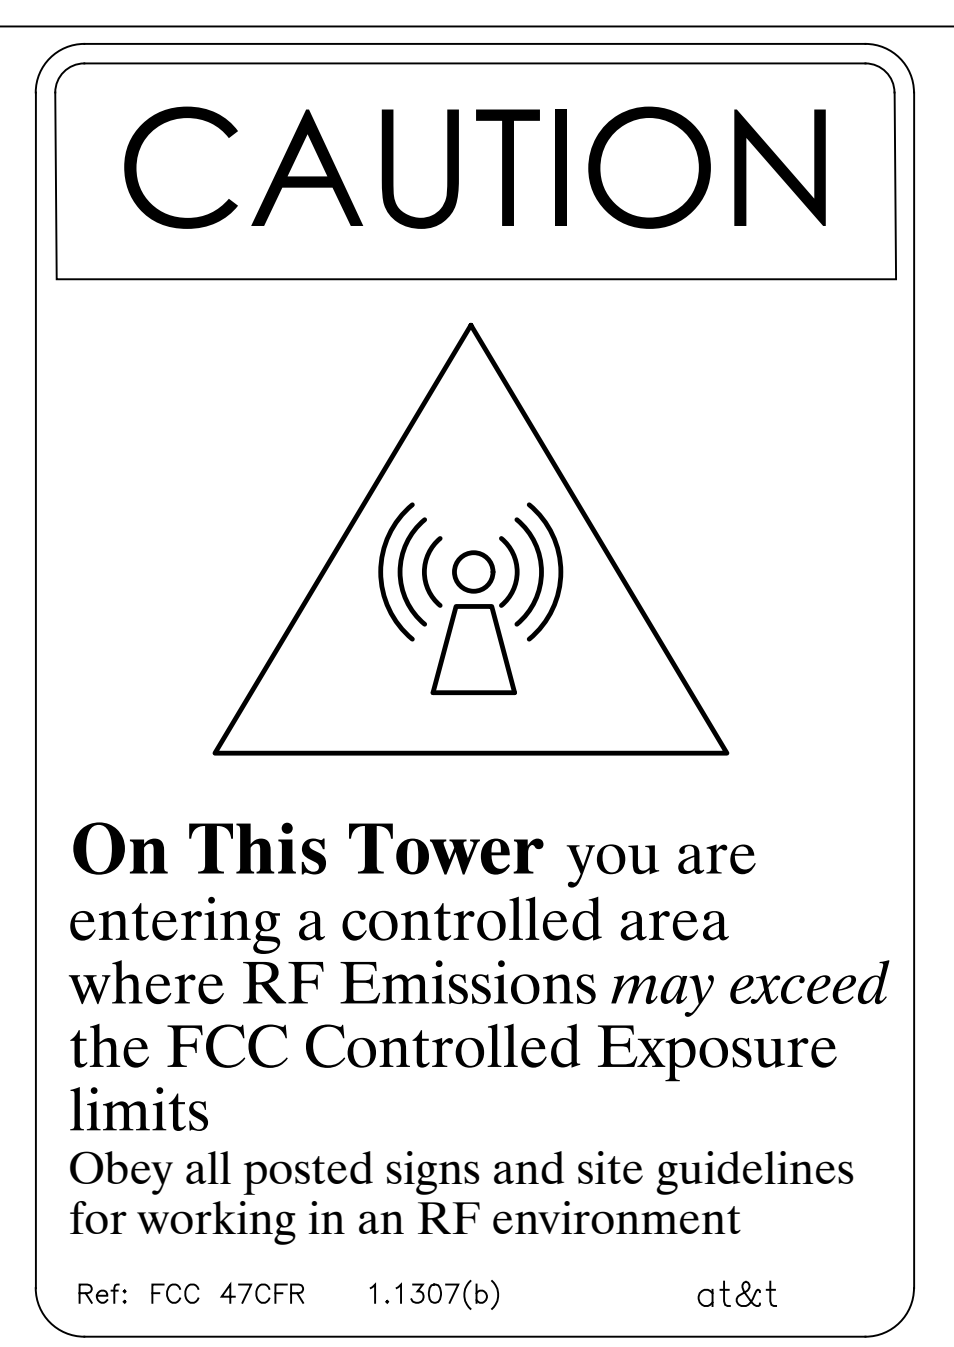 CAUTION
On This Tower you are
entering a controlled area
where RF Emissions may exceed
the FCC Controlled Exposure
limits
Obey all posted signs and site guidelines
for working in an RF environment
Ref: FCC 47CFR 1.1307(b) at&t